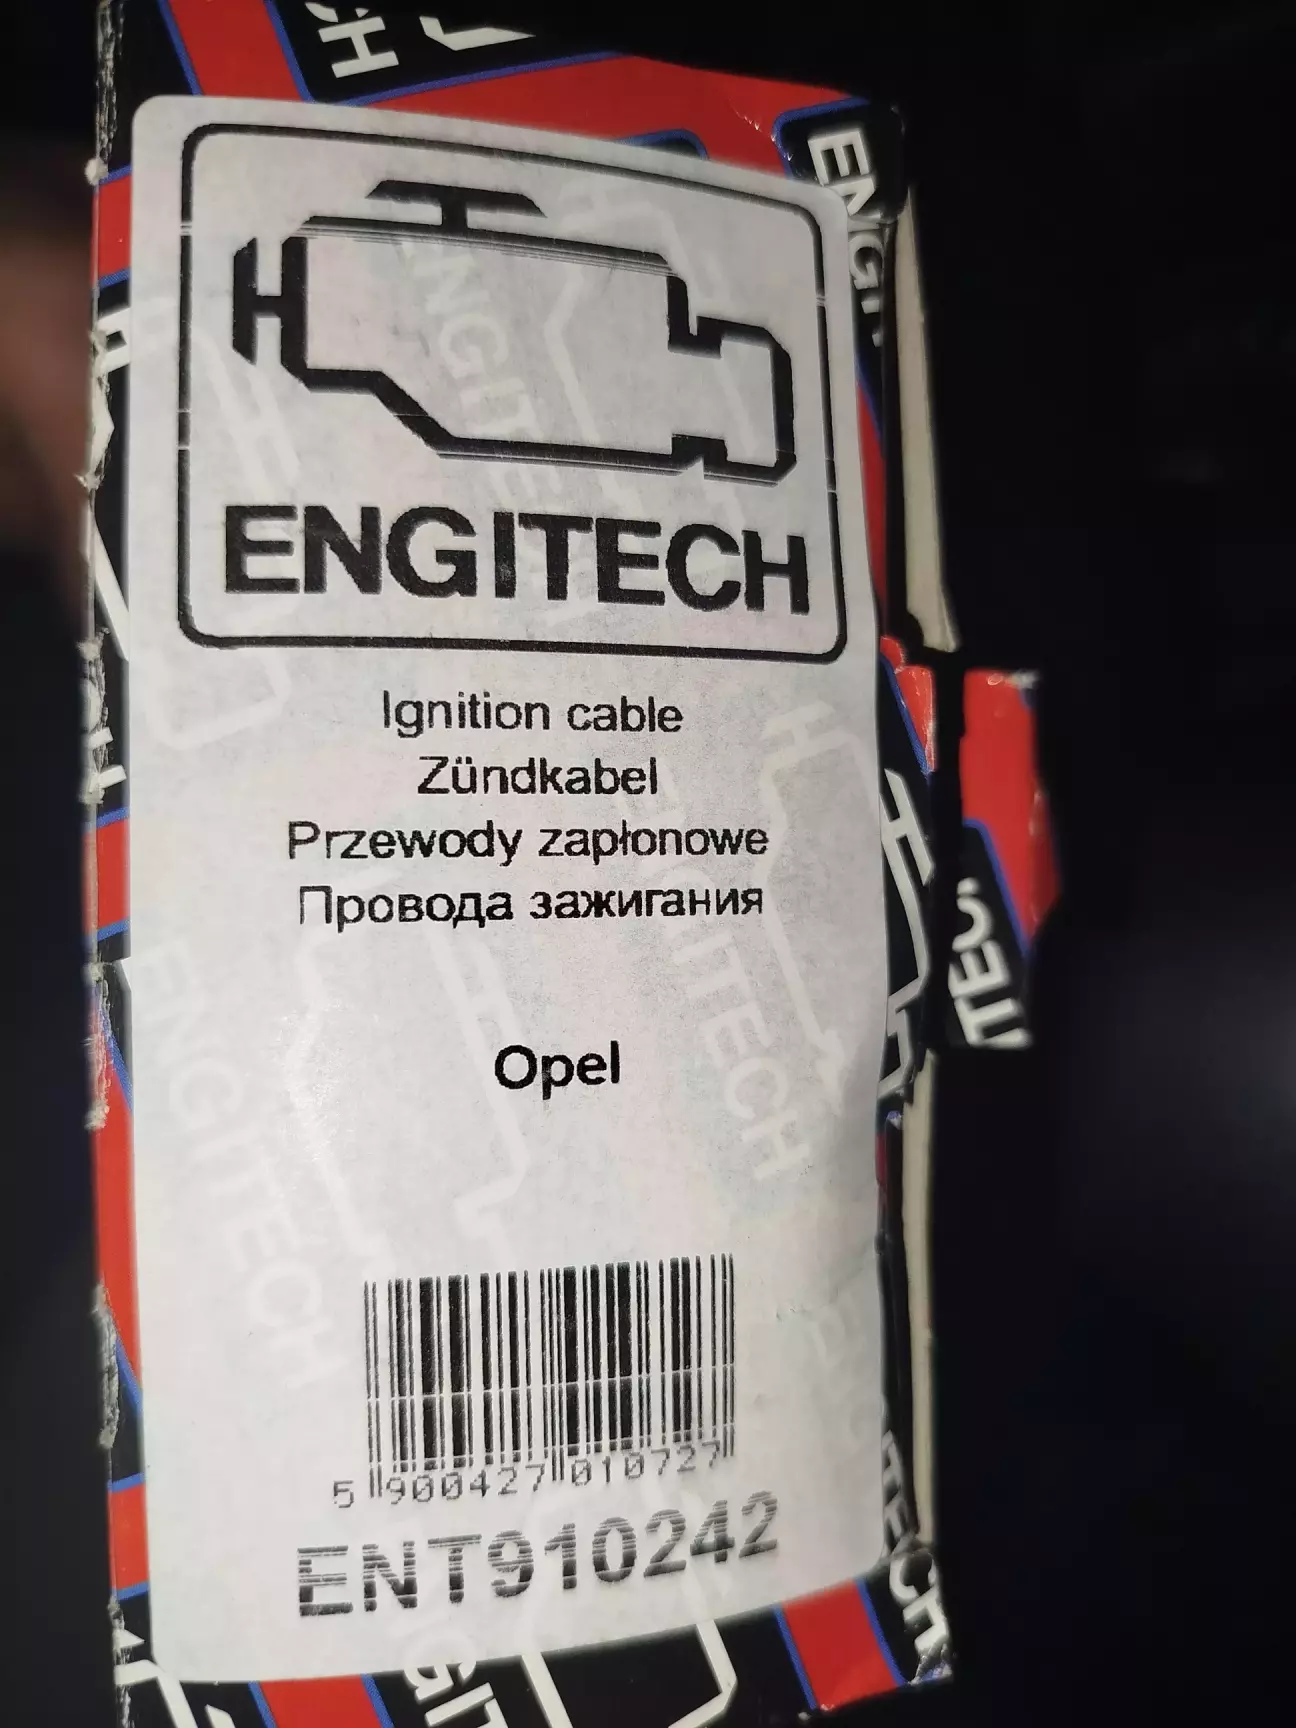 ENGITECH
Ignition cable
Zündkabel
Przewody zapłonowe
Провода зажигания
Opel
5 900427 010727
ENT910242